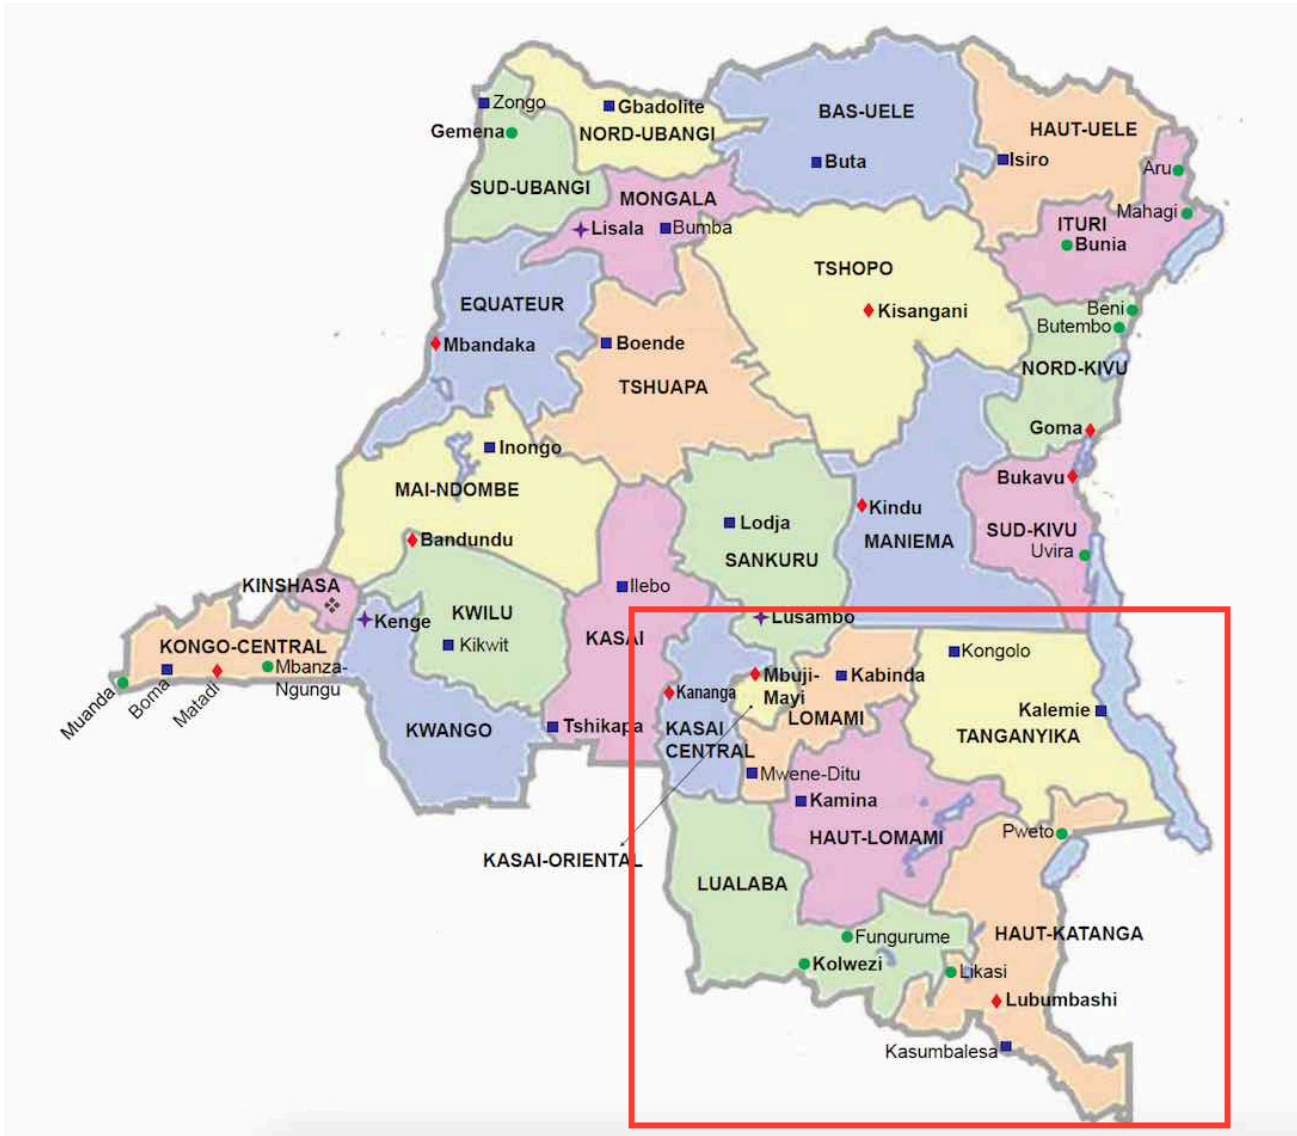 Zongo
Gbadolite
Gemena
NORD-UBANGI
BAS-UELE
HAUT-UELE
Buta
Isiro
Aru
SUD-UBANGI
MONGALA
Mahagi
Lisala
Bumba
ITURI
Bunia
TSHOPO
EQUATEUR
Kisangani
Beni
Butembo
Mbandaka
Boende
NORD-KIVU
TSHUAPA
Goma
Inongo
Bukavu
MAI-NDOMBE
Kindu
Lodja
SUD-KIVU
Bandundu
MANIEMA
Uvira
SANKURU
KINSHASA
Ilebo
KWILU
Lusambo
Kenge
KASAI
KONGO-CENTRAL
Kikwit
Kongolo
Mbanza-
Ngungu
Muanda
Boma
Matadi
Mbuji-
Mayi
Kabinda
Kananga
Kalemie
LOMAMI
KWANGO
Tshikapa
KASAI
CENTRAL
TANGANYIKA
Mwene-Ditu
Kamina
Pweto
HAUT-LOMAMI
KASAI-ORIENTAL
LUALABA
Fungurume
HAUT-KATANGA
Kolwezi
Likasi
Lubumbashi
Kasumbalesa